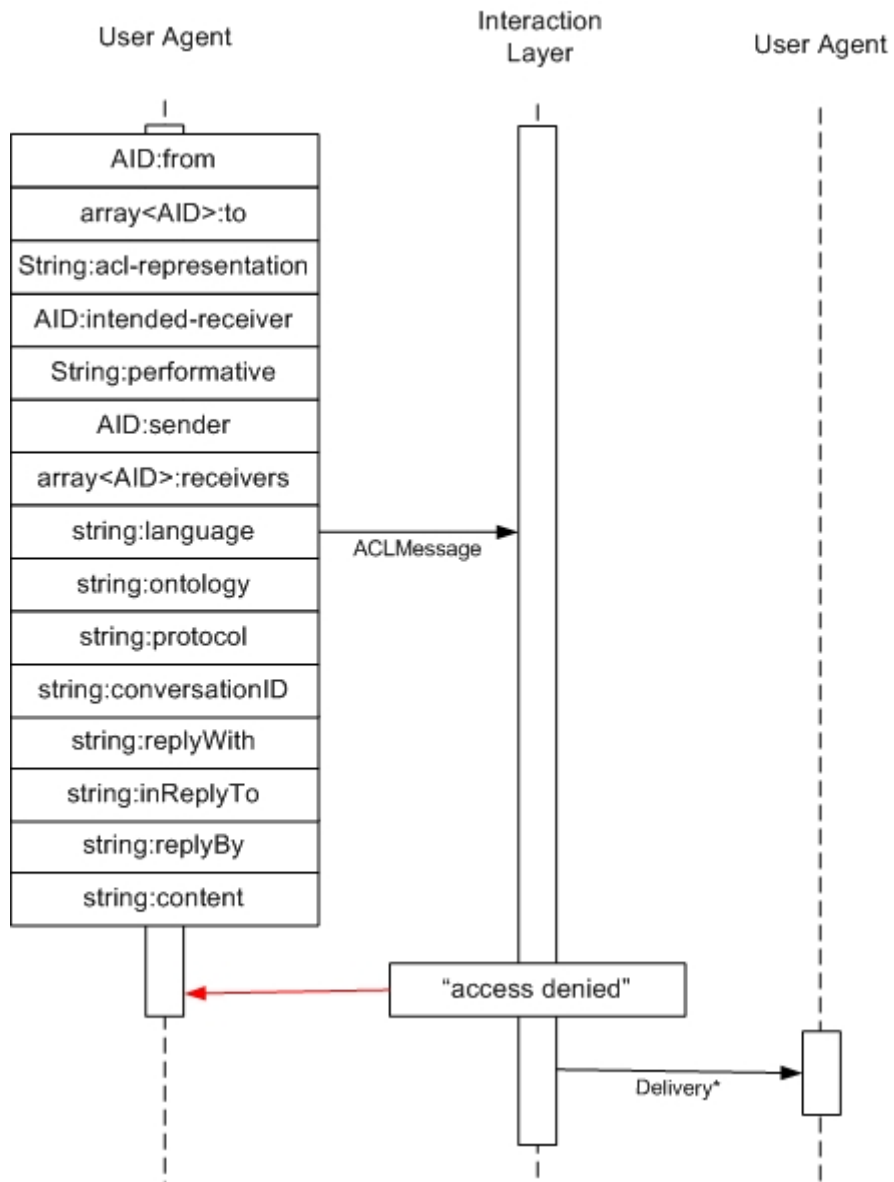 User Agent
Interaction
Layer
User Agent
AID:from
array<AID>:to
String:acl-representation
AID:intended-receiver
String:performative
AID:sender
array<AID>:receivers
string:language
ACLMessage
string:ontology
string:protocol
string:conversationID
string:replyWith
string:inReplyTo
string:replyBy
string:content
“access denied”
Delivery*